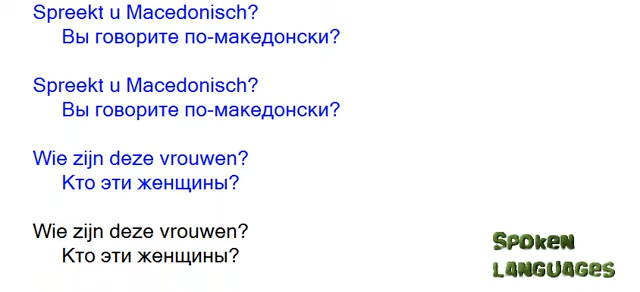 Spreekt u Macedonisch?
Вы говорите по-македонски?
Spreekt u Macedonisch?
Вы говорите по-македонски?
Wie zijn deze vrouwen?
Кто эти женщины?
Wie zijn deze vrouwen?
Кто эти женщины?
Spoken
Languages